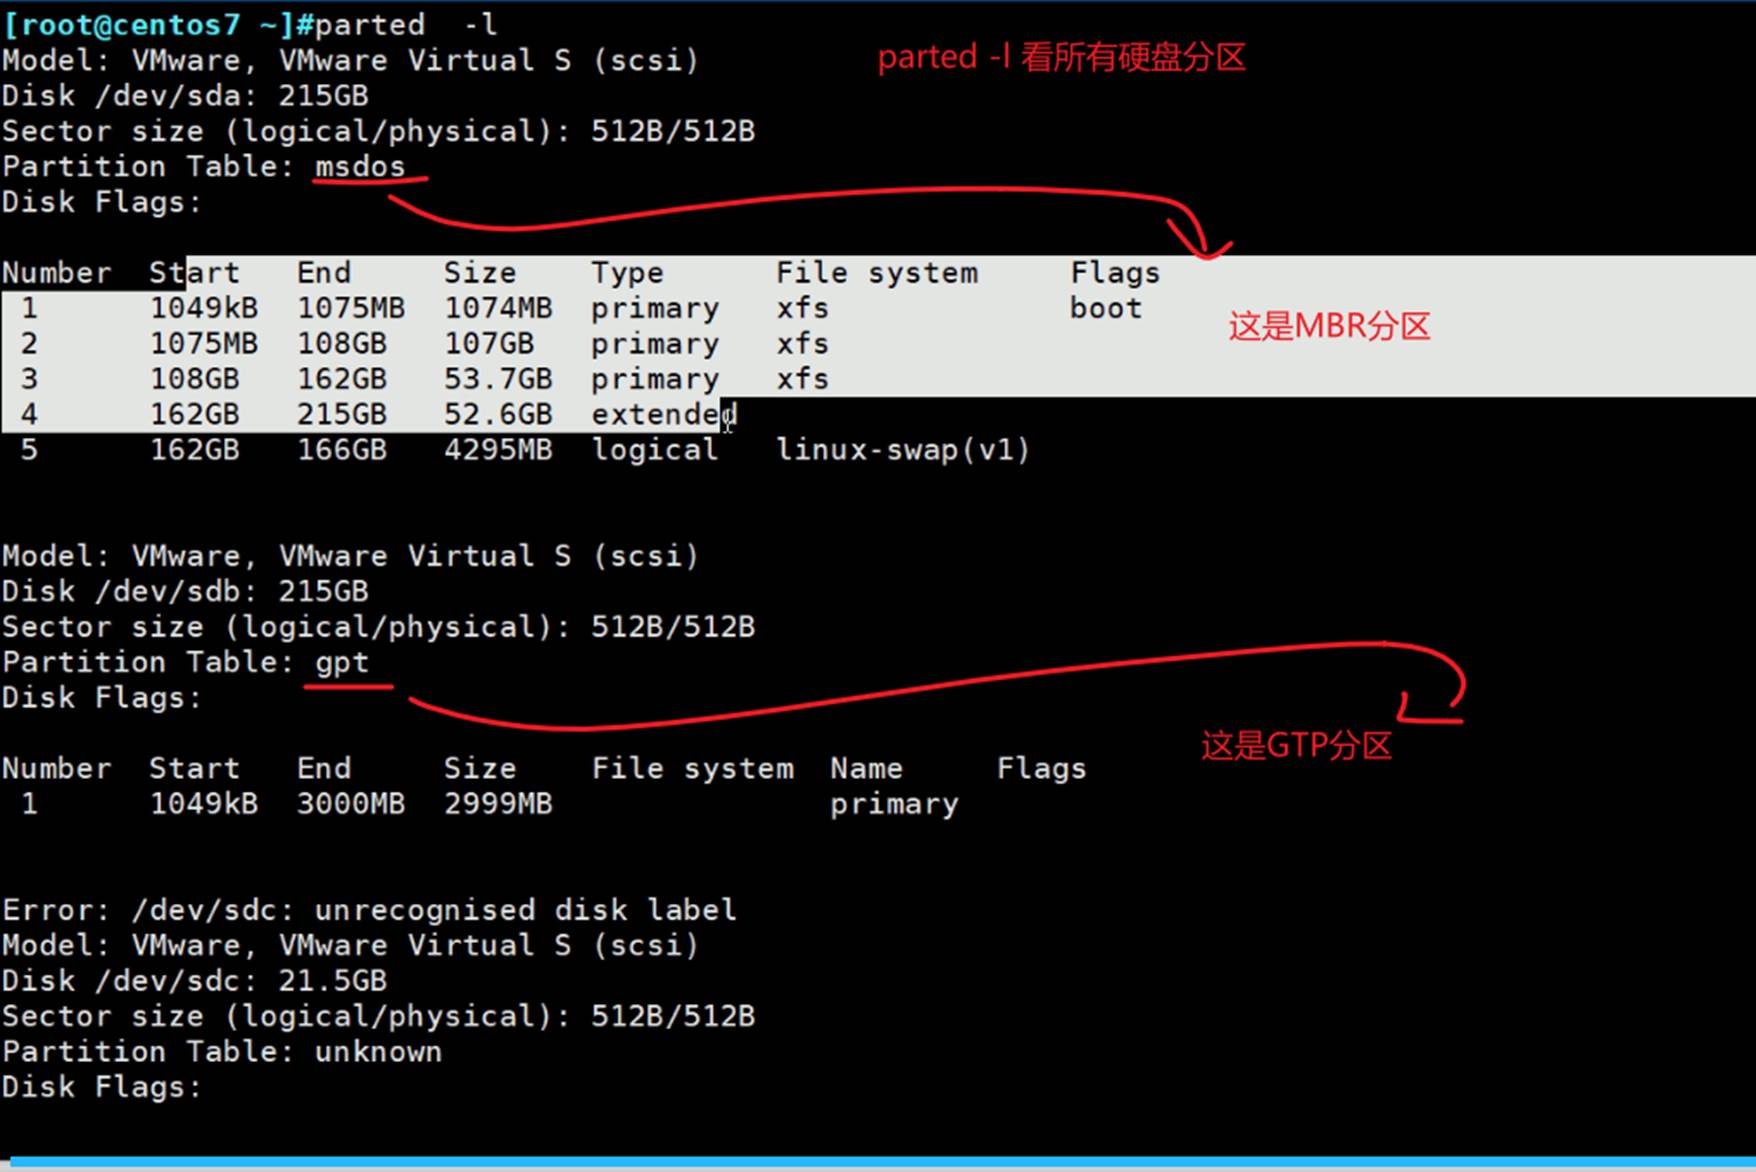 [root@centos7 ~]#parted  -l
Model: VMware, VMware Virtual S (scsi)
parted -l 看所有硬盘分区
Disk /dev/sda: 215GB
Sector size (logical/physical): 512B/512B
Partition Table: msdos
Disk Flags:
Number  Start   End     Size    Type      File system     Flags
1      1049kB  1075MB  1074MB  primary   xfs             boot
这是MBR分区
2      1075MB  108GB   107GB   primary   xfs
3      108GB   162GB   53.7GB  primary   xfs
4      162GB   215GB   52.6GB  extended
5      162GB   166GB   4295MB  logical   linux-swap(v1)
Model: VMware, VMware Virtual S (scsi)
Disk /dev/sdb: 215GB
Sector size (logical/physical): 512B/512B
Partition Table: gpt
Disk Flags:
这是GTP分区
Number  Start   End     Size    File system  Name     Flags
1      1049kB  3000MB  2999MB               primary
Error: /dev/sdc: unrecognised disk label
Model: VMware, VMware Virtual S (scsi)
Disk /dev/sdc: 21.5GB
Sector size (logical/physical): 512B/512B
Partition Table: unknown
Disk Flags: